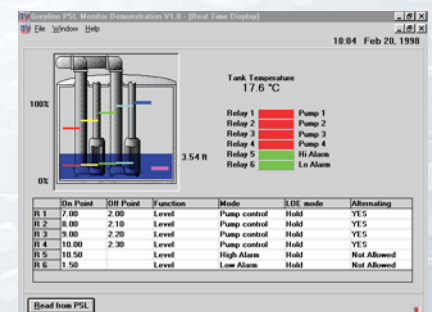 Greyline PSL Monitor Demonstration V1.0 - [Real Time Display]
File Window Help
10:04 Feb 20, 1998
Tank Temperature
17.6 °C
100%
Relay 1 Pump 1
Relay 2 Pump 2
Relay 3 Pump 3
Relay 4 Pump 4
Relay 5 Hi Alarm
Relay 6 Lo Alarm
3.54 ft
0%
On Point Off Point Function Mode LOE mode Alternating
R 1 7.00 2.00 Level Pump control Hold YES
R 2 8.00 2.10 Level Pump control Hold YES
R 3 9.00 2.20 Level Pump control Hold YES
R 4 10.00 2.30 Level Pump control Hold YES
R 5 10.50 Level High Alarm Hold Not Allowed
R 6 1.50 Level Low Alarm Hold Not Allowed
Read from PSL